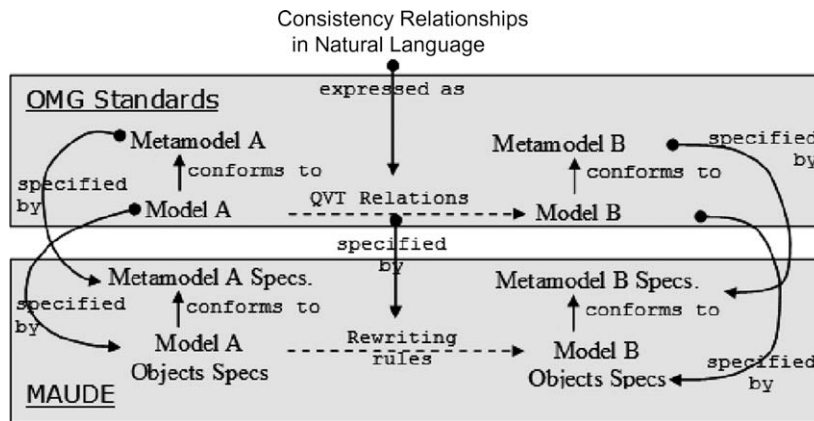 Consistency Relationships
in Natural Language
expressed as
OMG Standards
Metamodel A
Metamodel B
specified
by
conforms to
conforms to
specified
by
QVT Relations
Model A
Model B
specified
by
Metamodel A Specs.
Metamodel B Specs.
specified
by
conforms to
conforms to
Rewriting
rules
Model A
Objects Specs
Model B
Objects Specs
specified
by
MAUDE